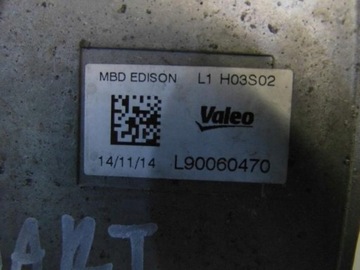 MBD EDISON L1 H03S02
Valeo
14/11/14 L90060470